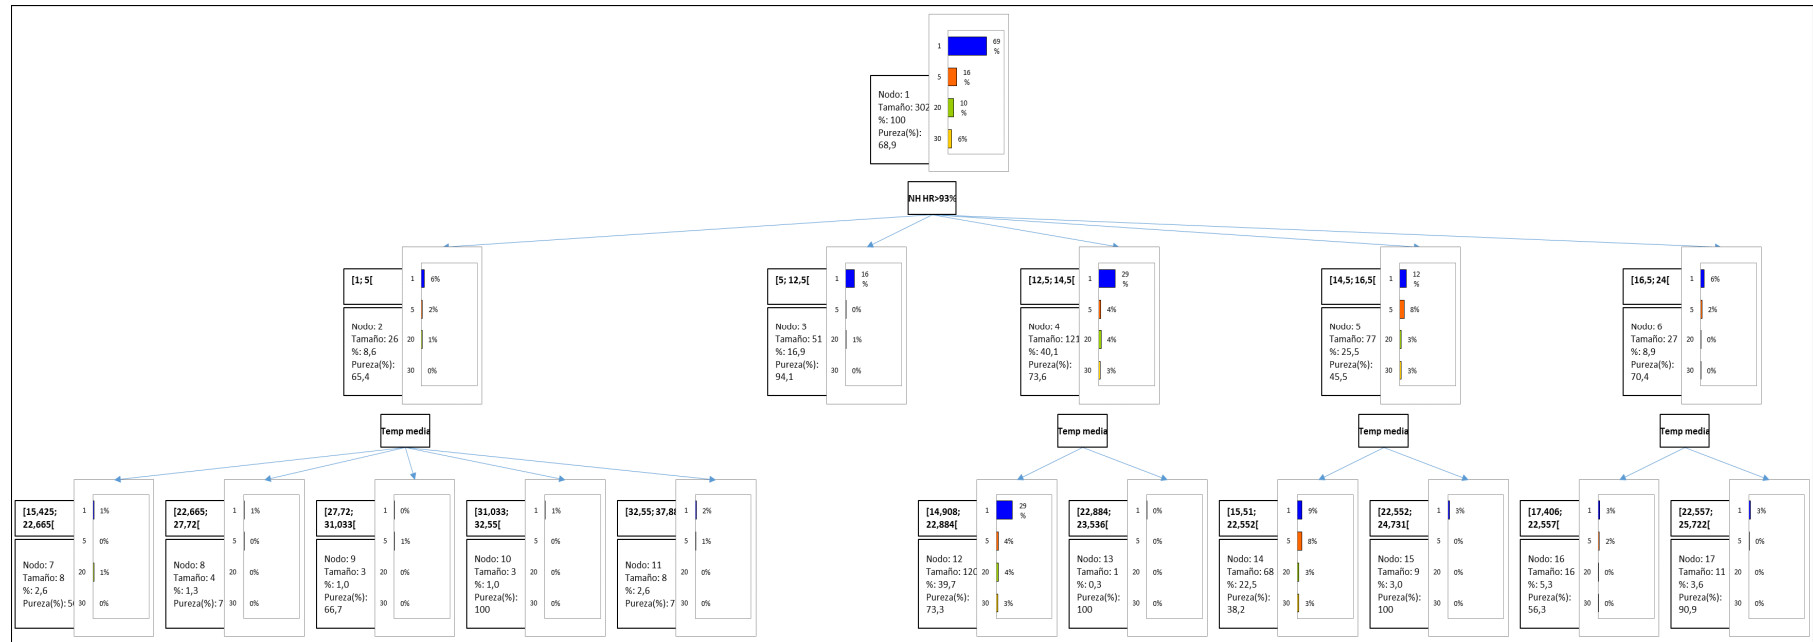 1 69 %
5 16 %
20 10 %
30 6%
Nodo: 1
Tamaño: 302
%: 100
Pureza(%):
68,9
NH HR>93%
[1; 5[
1 6%
5 2%
20 1%
30 0%
Nodo: 2
Tamaño: 26
%: 8,6
Pureza(%):
65,4
[5; 12,5[
1 16 %
5 0%
20 1%
30 0%
Nodo: 3
Tamaño: 51
%: 16,9
Pureza(%):
94,1
[12,5; 14,5[
1 29 %
5 4%
20 4%
30 3%
Nodo: 4
Tamaño: 121
%: 40,1
Pureza(%):
73,6
[14,5; 16,5[
1 12 %
5 8%
20 3%
30 3%
Nodo: 5
Tamaño: 77
%: 25,5
Pureza(%):
45,5
[16,5; 24[
1 6%
5 2%
20 0%
30 0%
Nodo: 6
Tamaño: 27
%: 8,9
Pureza(%):
70,4
Temp media
Temp media
Temp media
Temp media
[15,425;
22,665[
1 1%
5 0%
20 1%
30 0%
Nodo: 7
Tamaño: 8
%: 2,6
Pureza(%):
[22,665;
27,72[
1 1%
5 0%
20 0%
30 0%
Nodo: 8
Tamaño: 4
%: 1,3
Pureza(%): 7
[27,72;
31,033[
1 0%
5 1%
20 0%
30 0%
Nodo: 9
Tamaño: 3
%: 1,0
Pureza(%):
66,7
[31,033;
32,55[
1 1%
5 0%
20 0%
30 0%
Nodo: 10
Tamaño: 3
%: 1,0
Pureza(%):
100
[32,55;
1 2%
5 1%
20 0%
30 0%
Nodo: 11
Tamaño: 8
%: 2,6
Pureza(%): 7
[14,908;
22,884[
1 29 %
5 4%
20 4%
30 3%
Nodo: 12
Tamaño: 120
%: 39,7
Pureza(%):
73,3
[22,884;
23,536[
1 0%
5 0%
20 0%
30 0%
Nodo: 13
Tamaño: 1
%: 0,3
Pureza(%):
100
[15,51;
22,552[
1 9%
5 8%
20 3%
30 3%
Nodo: 14
Tamaño: 68
%: 22,5
Pureza(%):
38,2
[22,552;
24,731[
1 3%
5 0%
20 0%
30 0%
Nodo: 15
Tamaño: 9
%: 3,0
Pureza(%):
100
[17,406;
22,557[
1 3%
5 2%
20 0%
30 0%
Nodo: 16
Tamaño: 16
%: 5,3
Pureza(%):
56,3
[22,557;
25,722[
1 3%
5 0%
20 0%
30 0%
Nodo: 17
Tamaño: 11
%: 3,6
Pureza(%):
90,9